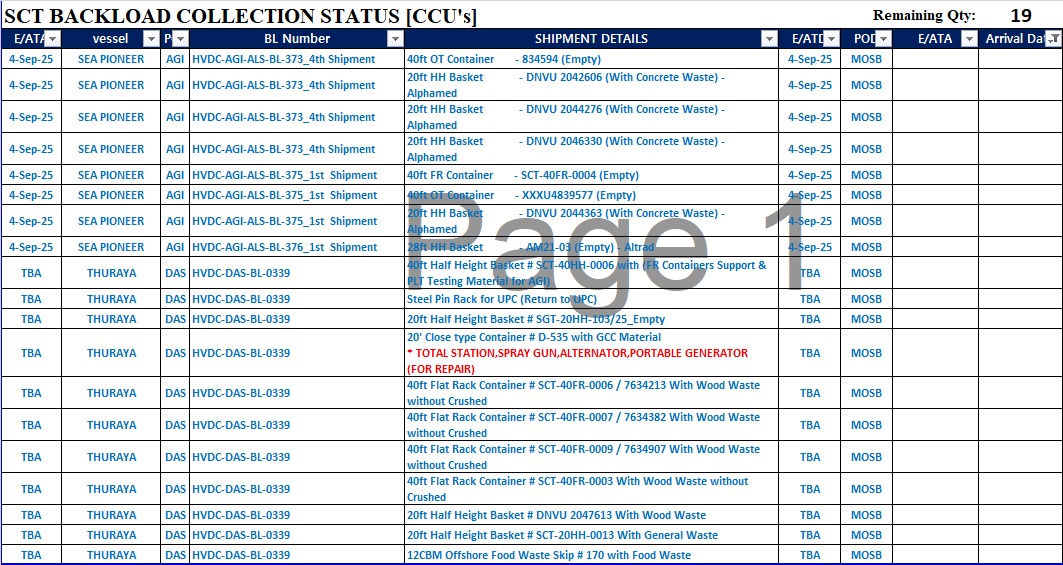 SCT BACKLOAD COLLECTION STATUS [CCU's] Remaining Qty: 19
E/ATA vessel BL Number SHIPMENT DETAILS E/ATD POD E/ATA Arrival Da
4-Sep-25 SEA PIONEER AGI HVDC-AGI-ALS-BL-373_4th Shipment 40ft OT Container - 834594 (Empty) 4-Sep-25 MOSB
4-Sep-25 SEA PIONEER AGI HVDC-AGI-ALS-BL-373_4th Shipment 20ft HH Basket - DNVU 2042606 (With Concrete Waste) - 4-Sep-25 MOSB
Alphamed
4-Sep-25 SEA PIONEER AGI HVDC-AGI-ALS-BL-373_4th Shipment 20ft HH Basket - DNVU 2044276 (With Concrete Waste) - 4-Sep-25 MOSB
Alphamed
4-Sep-25 SEA PIONEER AGI HVDC-AGI-ALS-BL-373_4th Shipment 20ft HH Basket - DNVU 2046330 (With Concrete Waste) - 4-Sep-25 MOSB
Alphamed
4-Sep-25 SEA PIONEER AGI HVDC-AGI-ALS-BL-375_1st Shipment 40ft FR Container - SCT-40FR-0004 (Empty) 4-Sep-25 MOSB
4-Sep-25 SEA PIONEER AGI HVDC-AGI-ALS-BL-375_1st Shipment 40ft OT Container - XXXU4839577 (Empty) 4-Sep-25 MOSB
4-Sep-25 SEA PIONEER AGI HVDC-AGI-ALS-BL-375_1st Shipment 20ft HH Basket - DNVU 2044363 (With Concrete Waste) - 4-Sep-25 MOSB
Alphamed
4-Sep-25 SEA PIONEER AGI HVDC-AGI-ALS-BL-376_1st Shipment 28ft HH Basket - AM21-03 (Empty) - Altrad 4-Sep-25 MOSB
Page 1
TBA THURAYA DAS HVDC-DAS-BL-0339 40ft Half Height Basket # SCT-40HH-0006 with (FR Containers Support & TBA MOSB
PLT Testing Material for AGI)
TBA THURAYA DAS HVDC-DAS-BL-0339 Steel Pin Rack for UPC (Return to UPC) TBA MOSB
TBA THURAYA DAS HVDC-DAS-BL-0339 20ft Half Height Basket # SGT-20HH-103/25_Empty TBA MOSB
TBA THURAYA DAS HVDC-DAS-BL-0339 20' Close type Container # D-535 with GCC Material TBA MOSB
* TOTAL STATION,SPRAY GUN,ALTERNATOR,PORTABLE GENERATOR
(FOR REPAIR)
TBA THURAYA DAS HVDC-DAS-BL-0339 40ft Flat Rack Container # SCT-40FR-0006 / 7634213 With Wood Waste TBA MOSB
without Crushed
TBA THURAYA DAS HVDC-DAS-BL-0339 40ft Flat Rack Container # SCT-40FR-0007 / 7634382 With Wood Waste TBA MOSB
without Crushed
TBA THURAYA DAS HVDC-DAS-BL-0339 40ft Flat Rack Container # SCT-40FR-0009 / 7634907 With Wood Waste TBA MOSB
without Crushed
TBA THURAYA DAS HVDC-DAS-BL-0339 40ft Flat Rack Container # SCT-40FR-0003 With Wood Waste without TBA MOSB
Crushed
TBA THURAYA DAS HVDC-DAS-BL-0339 20ft Half Height Basket # DNVU 2047613 With Wood Waste TBA MOSB
TBA THURAYA DAS HVDC-DAS-BL-0339 20ft Half Height Basket # SCT-20HH-0013 With General Waste TBA MOSB
TBA THURAYA DAS HVDC-DAS-BL-0339 12CBM Offshore Food Waste Skip # 170 with Food Waste TBA MOSB